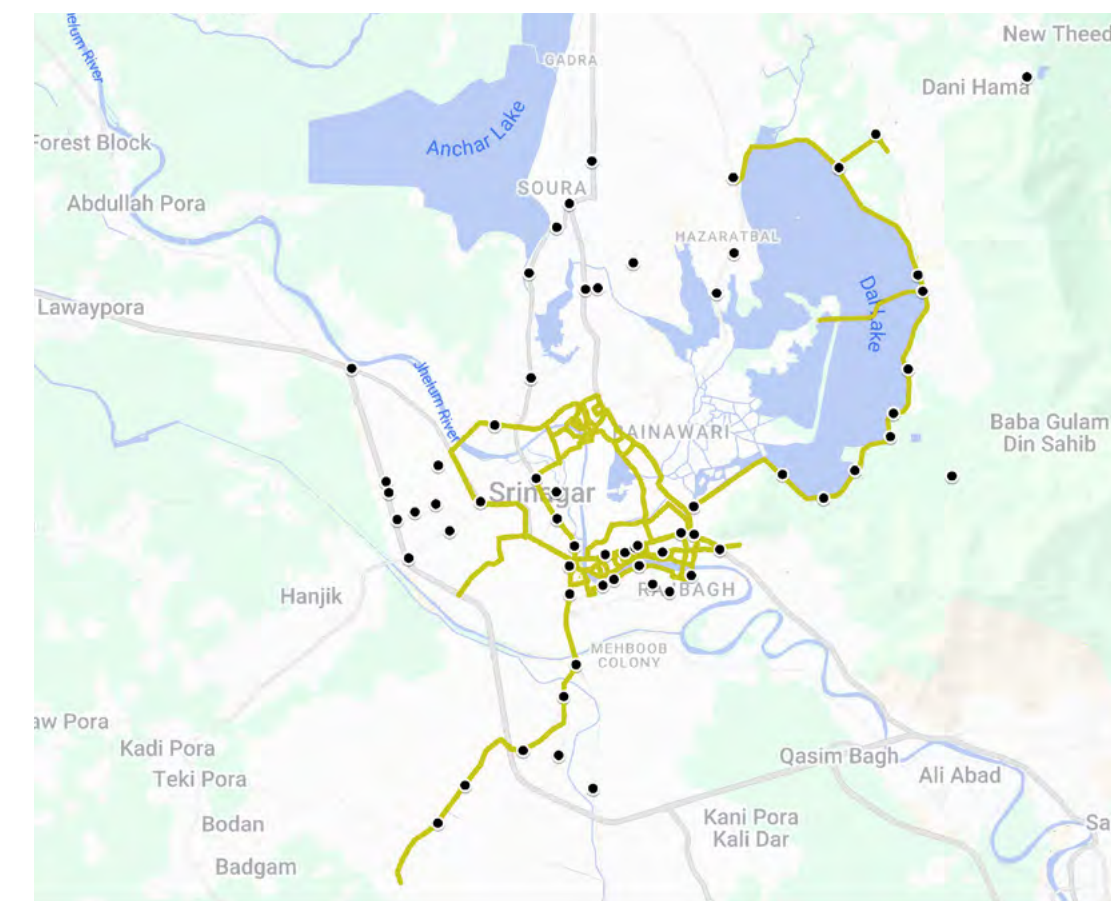 New Theed
GADRA
Dani Hama
helum River
Anchar Lake
Forest Block
SOURA
Abdullah Pora
HAZARATBAL
Lawaypora
Dal Lake
Jhelum River
Baba Gulam
Din Sahib
AINAWARI
Srinagar
Hanjik
RAJBAGH
MEHBOOB
COLONY
aw Pora
Kadi Pora
Qasim Bagh
Teki Pora
Ali Abad
Kani Pora
Kali Dar
Bodan
Sa
Badgam